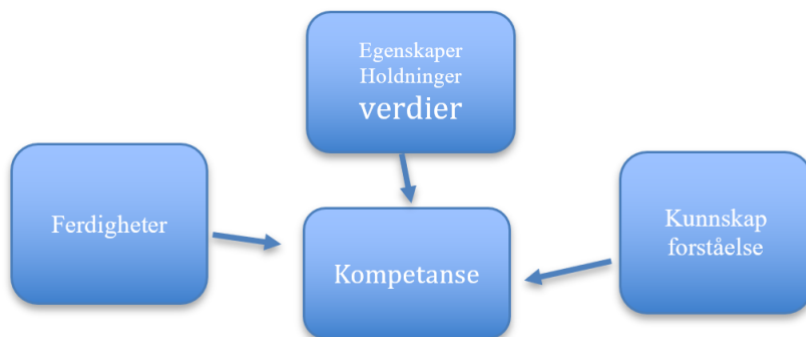 Egenskaper
Holdninger
verdier
Ferdigheter
Kompetanse
Kunnskap
forståelse